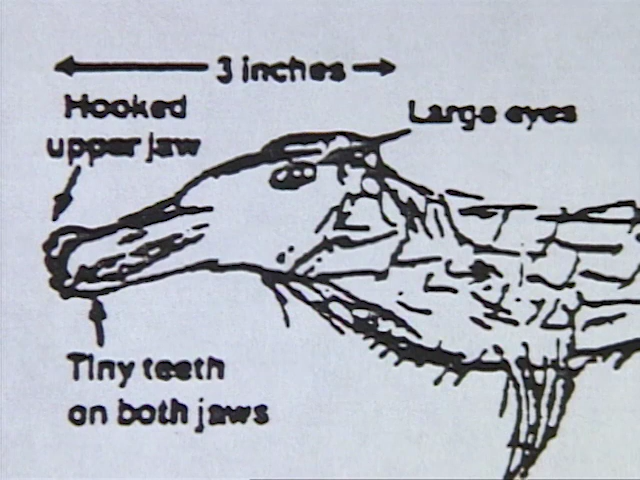 3 inches
Hooked
upper jaw
Large eyes
Tiny teeth
on both jaws